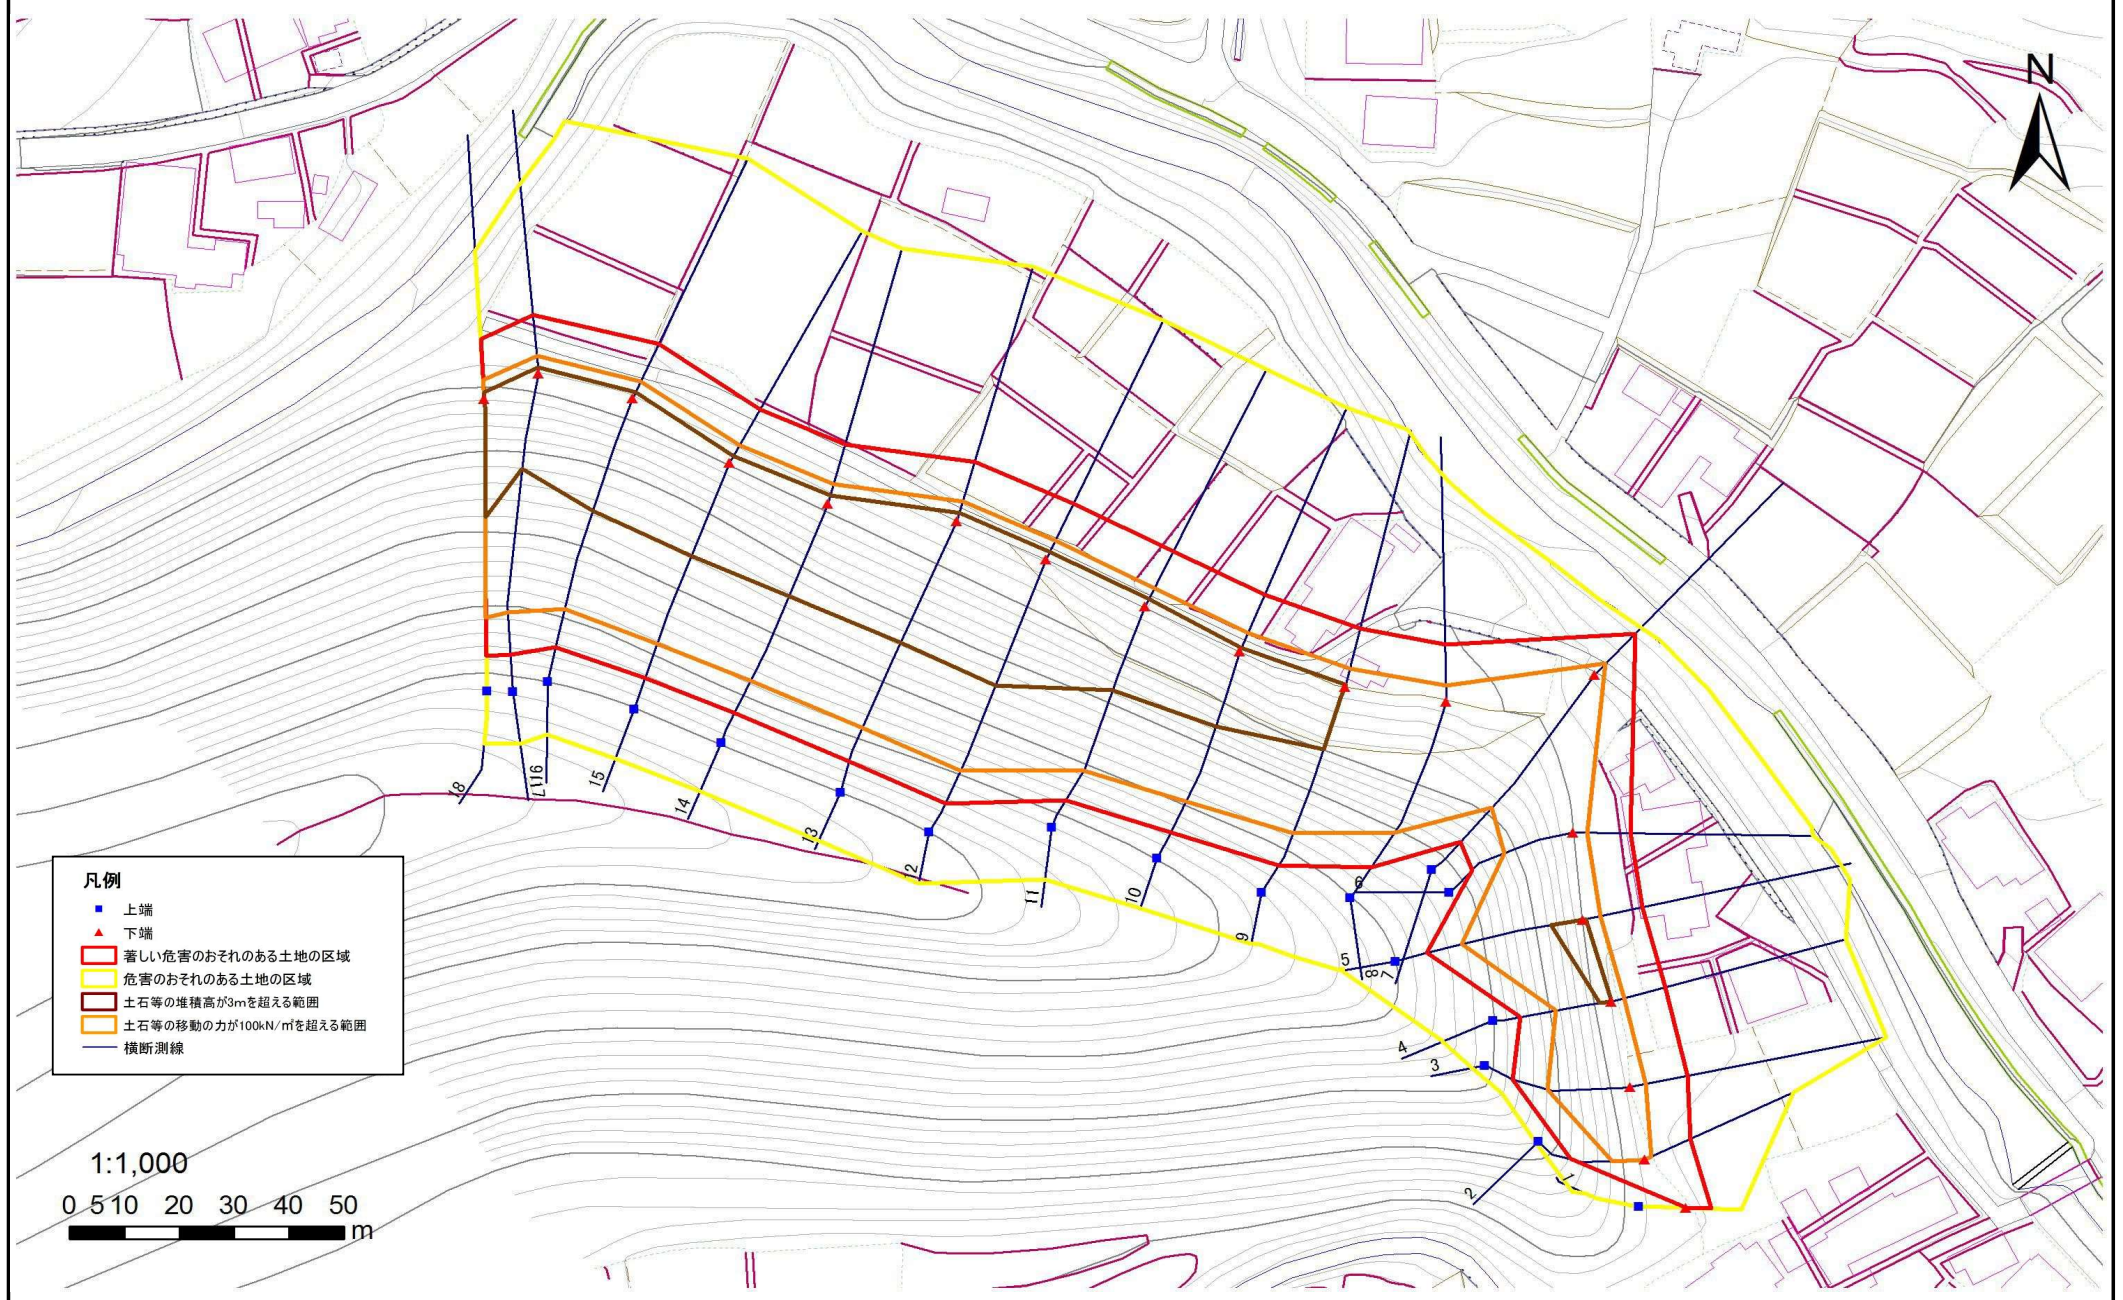 N
18
17
16
15
14
13
12
11
10
9
6
5
8
7
4
3
2
1
凡例
上端
下端
著しい危害のおそれのある土地の区域
危害のおそれのある土地の区域
土石等の堆積高が3mを超える範囲
土石等の移動の力が100kN/㎡を超える範囲
横断測線
1:1,000
0 5 10 20 30 40 50
m